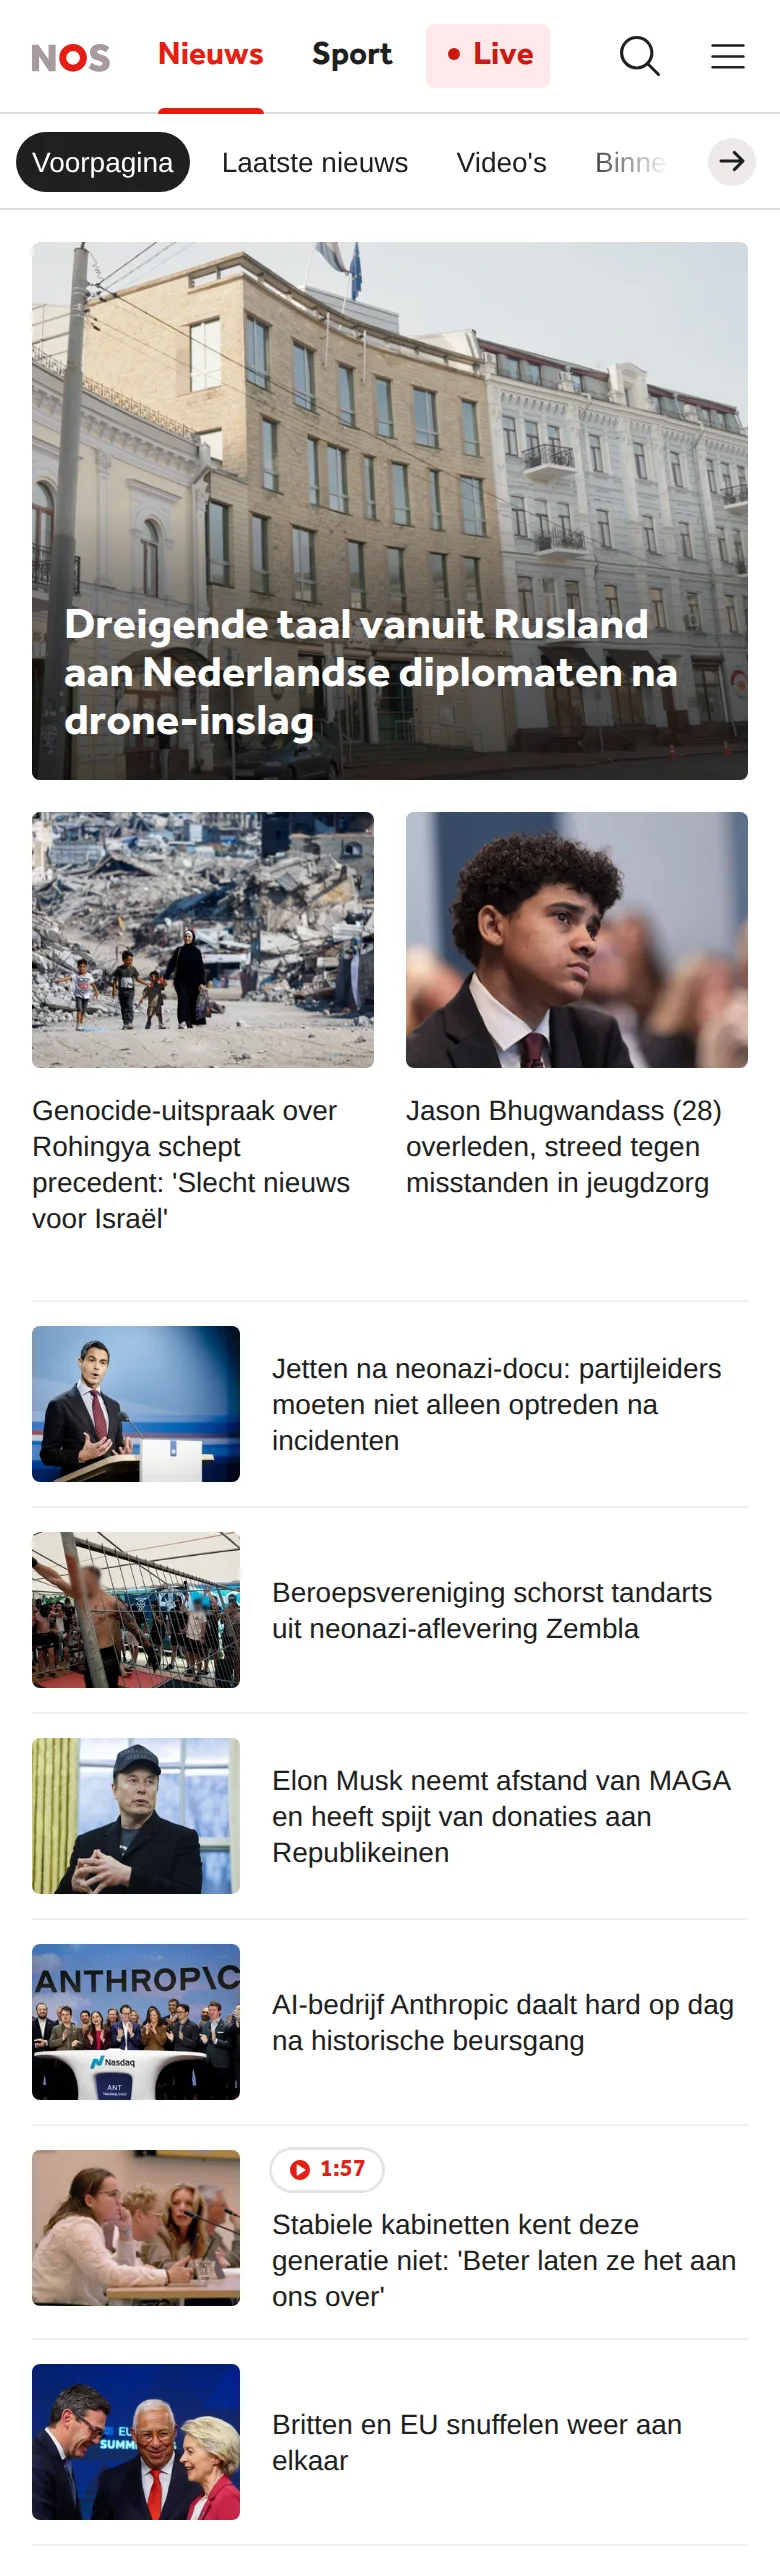 NOS
Nieuws
Sport
Live
Voorpagina
Laatste nieuws
Video's
Binne
Dreigende taal vanuit Rusland
aan Nederlandse diplomaten na
drone-inslag
Genocide-uitspraak over
Rohingya schept
precedent: 'Slecht nieuws
voor Israël'
Jason Bhugwandass (28)
overleden, streed tegen
misstanden in jeugdzorg
Jetten na neonazi-docu: partijleiders
moeten niet alleen optreden na
incidenten
Beroepsvereniging schorst tandarts
uit neonazi-aflevering Zembla
Elon Musk neemt afstand van MAGA
en heeft spijt van donaties aan
Republikeinen
ANTHROP\C
Nasdaq
ANT
AI-bedrijf Anthropic daalt hard op dag
na historische beursgang
1:57
Stabiele kabinetten kent deze
generatie niet: 'Beter laten ze het aan
ons over'
EU
SUMM
Britten en EU snuffelen weer aan
elkaar